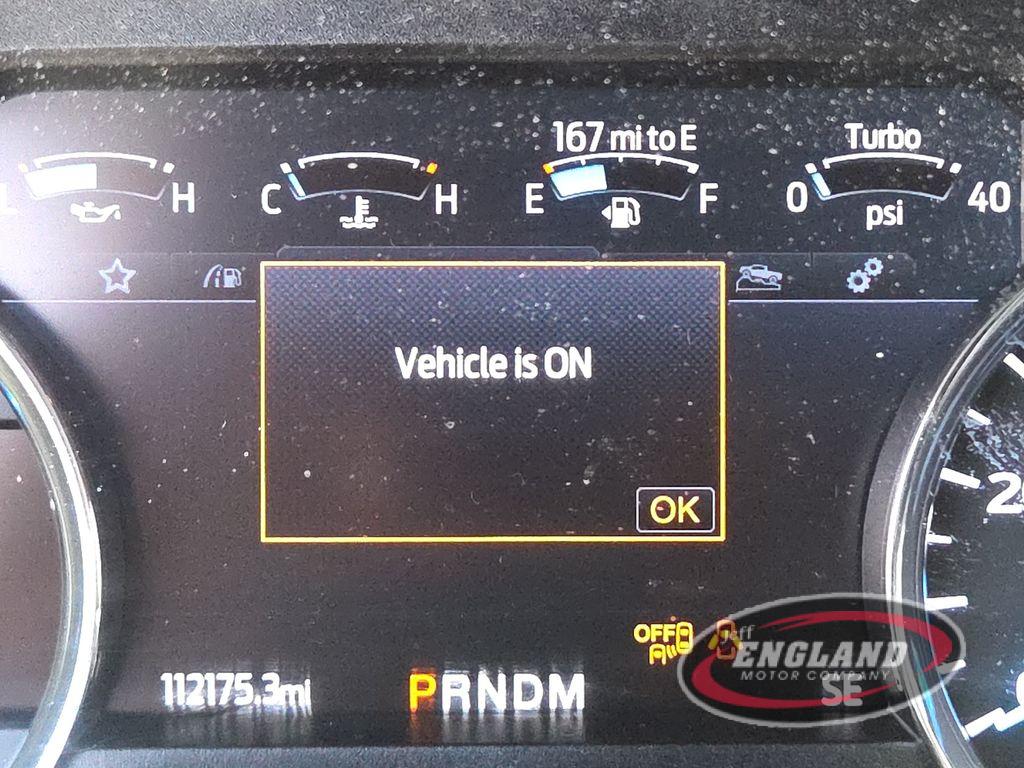 167 mi to E
Turbo
L H
C H
E F
0 40
psi
Vehicle is ON
OK
OFF
112175.3mi
PRNDM
SE
Jeff
ENGLAND
MOTOR COMPANY